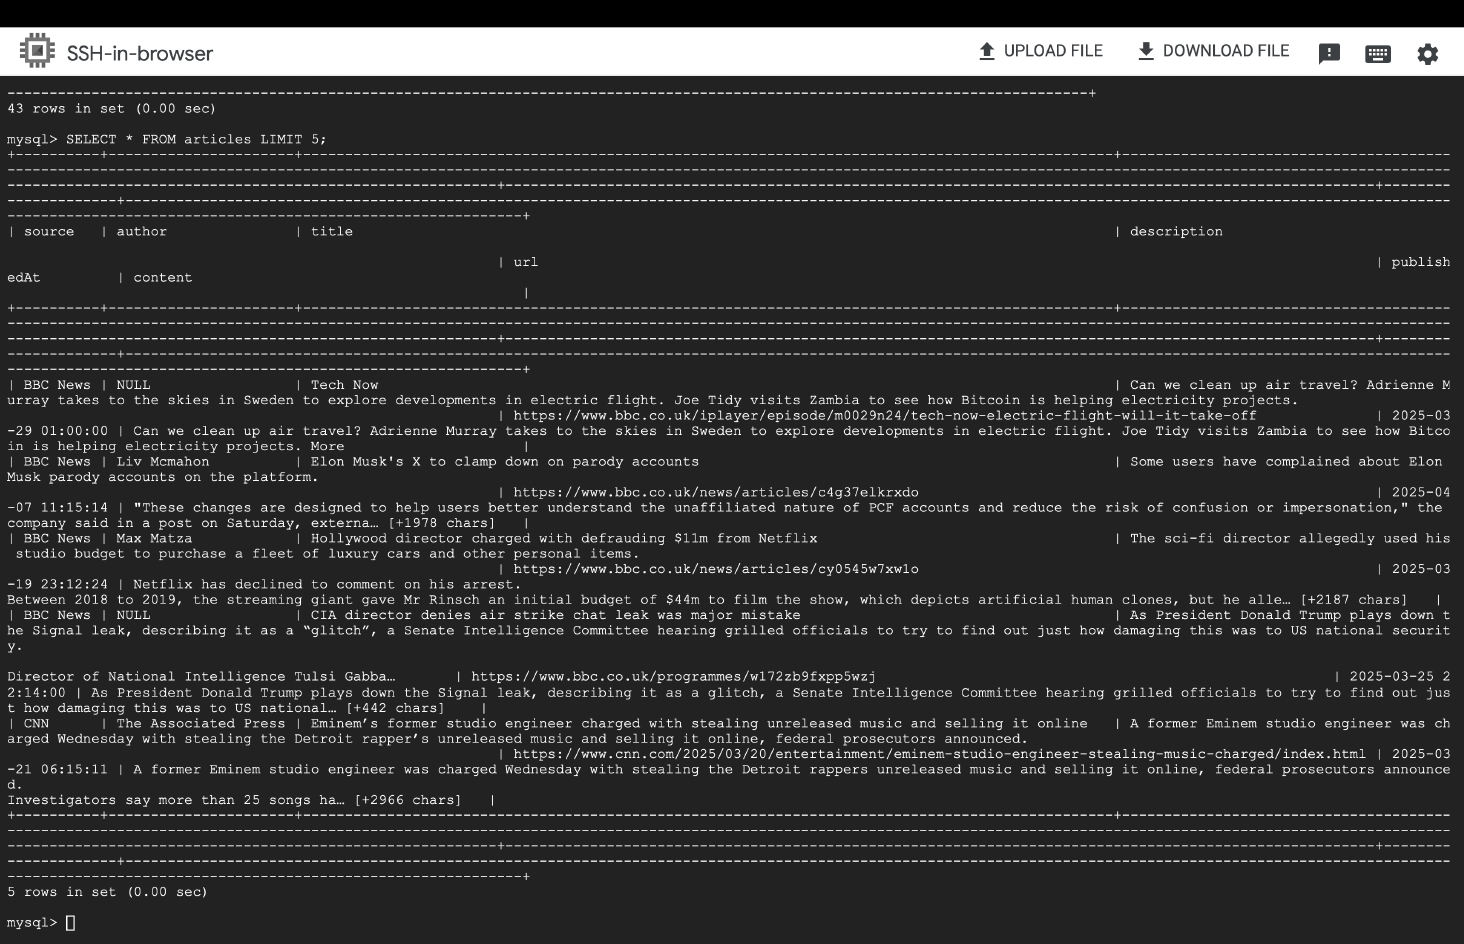 SSH-in-browser
UPLOAD FILE
DOWNLOAD FILE
43 rows in set (0.00 sec)
mysql> SELECT * FROM articles LIMIT 5;
| source | author | title | description
| url | publish
edAt | content
|
| BBC News | NULL | Tech Now | Can we clean up air travel? Adrienne M
urray takes to the skies in Sweden to explore developments in electric flight. Joe Tidy visits Zambia to see how Bitcoin is helping electricity projects.
| https://www.bbc.co.uk/iplayer/episode/m0029n24/tech-now-electric-flight-will-it-take-off | 2025-03
-29 01:00:00 | Can we clean up air travel? Adrienne Murray takes to the skies in Sweden to explore developments in electric flight. Joe Tidy visits Zambia to see how Bitco
in is helping electricity projects. More |
| BBC News | Liv Mcmahon | Elon Musk's X to clamp down on parody accounts | Some users have complained about Elon
Musk parody accounts on the platform.
| https://www.bbc.co.uk/news/articles/c4g37elkrxdo | 2025-04
-07 11:15:14 | "These changes are designed to help users better understand the unaffiliated nature of PCF accounts and reduce the risk of confusion or impersonation," the
company said in a post on Saturday, externa… [+1978 chars] |
| BBC News | Max Matza | Hollywood director charged with defrauding $11m from Netflix | The sci-fi director allegedly used his
studio budget to purchase a fleet of luxury cars and other personal items.
| https://www.bbc.co.uk/news/articles/cy0545w7xw1o | 2025-03
-19 23:12:24 | Netflix has declined to comment on his arrest.
Between 2018 to 2019, the streaming giant gave Mr Rinsch an initial budget of $44m to film the show, which depicts artificial human clones, but he alle… [+2187 chars] |
| BBC News | NULL | CIA director denies air strike chat leak was major mistake | As President Donald Trump plays down t
he Signal leak, describing it as a “glitch”, a Senate Intelligence Committee hearing grilled officials to try to find out just how damaging this was to US national securit
y.
Director of National Intelligence Tulsi Gabba… | https://www.bbc.co.uk/programmes/w172zb9fxpp5wzj | 2025-03-25 2
2:14:00 | As President Donald Trump plays down the Signal leak, describing it as a glitch, a Senate Intelligence Committee hearing grilled officials to try to find out jus
t how damaging this was to US national… [+442 chars] |
| CNN | The Associated Press | Eminem’s former studio engineer charged with stealing unreleased music and selling it online | A former Eminem studio engineer was ch
arged Wednesday with stealing the Detroit rapper’s unreleased music and selling it online, federal prosecutors announced.
| https://www.cnn.com/2025/03/20/entertainment/eminem-studio-engineer-stealing-music-charged/index.html | 2025-03
-21 06:15:11 | A former Eminem studio engineer was charged Wednesday with stealing the Detroit rappers unreleased music and selling it online, federal prosecutors announce
d.
Investigators say more than 25 songs ha… [+2966 chars] |
5 rows in set (0.00 sec)
mysql>